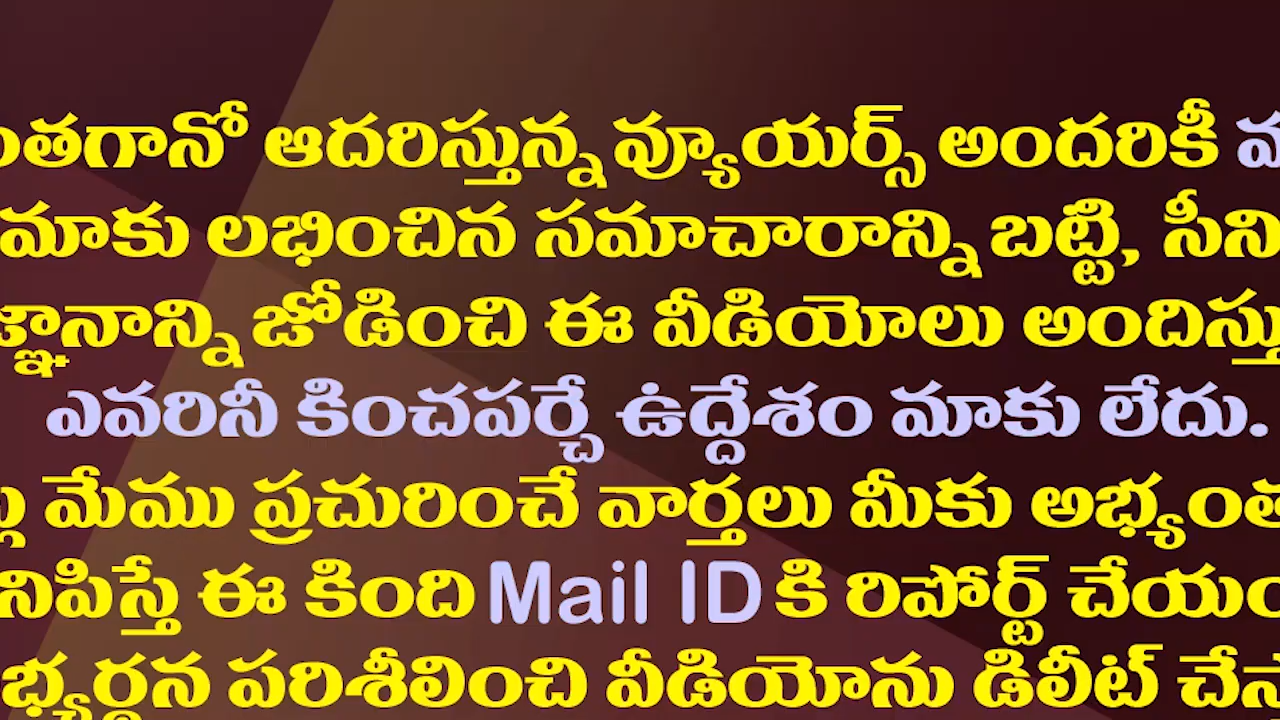 ంతగానో ఆదరిస్తున్న వ్యూయర్స్ అందరికీ
మాకు లభించిన సమాచారాన్ని బట్టి, సీని
జ్ఞానాన్ని జోడించి ఈ వీడియోలు అందిస్తు
ఎవరినీ కించపర్చే ఉద్దేశం మాకు లేదు.
మేము ప్రచురించే వార్తలు మీకు అభ్యంత
నిపిస్తే ఈ కింది Mail ID కి రిపోర్ట్ చేయం
భ్యర్థన పరిశీలించి వీడియోను డిలీట్ చేస